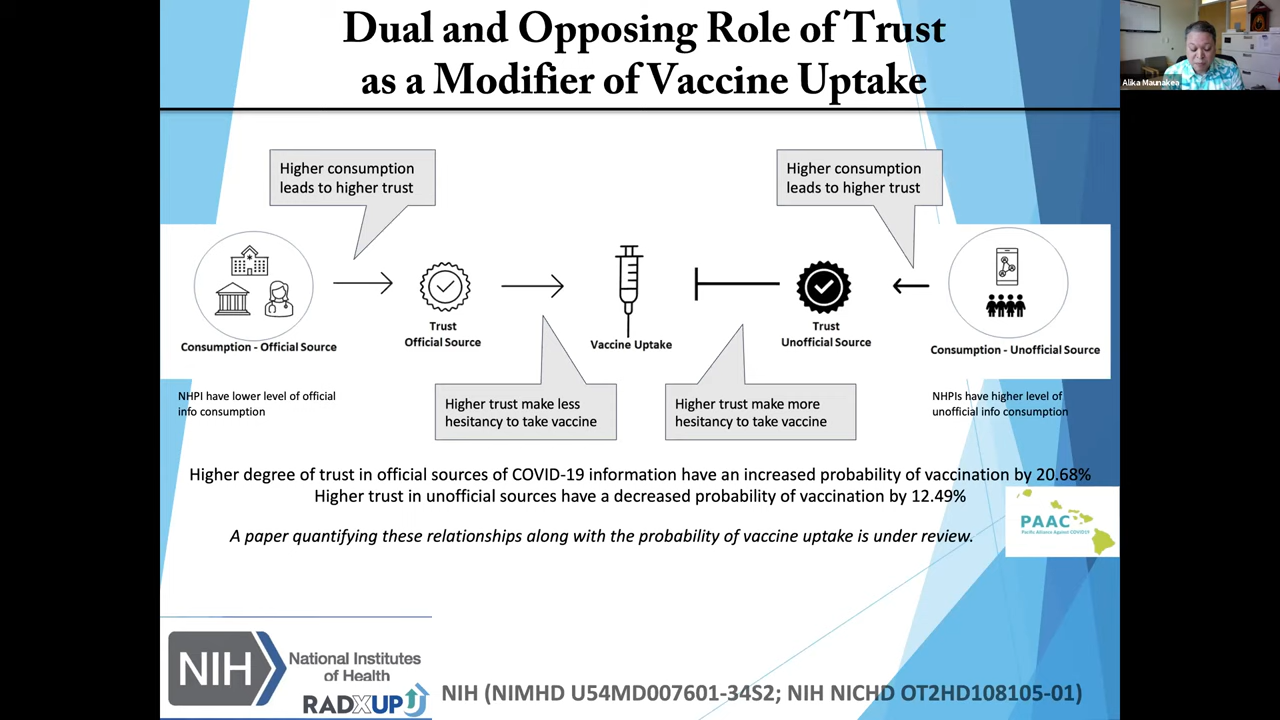 Dual and Opposing Role of Trust
as a Modifier of Vaccine Uptake
Alika Maunakea
Higher consumption
leads to higher trust
Higher consumption
leads to higher trust
Trust
Official Source
Vaccine Uptake
Trust
Unofficial Source
Consumption - Official Source
Consumption - Unofficial Source
NHPI have lower level of official
info consumption
NHPIs have higher level of
unofficial info consumption
Higher trust make less
hesitancy to take vaccine
Higher trust make more
hesitancy to take vaccine
Higher degree of trust in official sources of COVID-19 information have an increased probability of vaccination by 20.68%
Higher trust in unofficial sources have a decreased probability of vaccination by 12.49%
PAAC
Pacific Alliance Against COVID19
A paper quantifying these relationships along with the probability of vaccine uptake is under review.
NIH
National Institutes
of Health
RADXUP
NIH (NIMHD U54MD007601-34S2; NIH NICHD OT2HD108105-01)